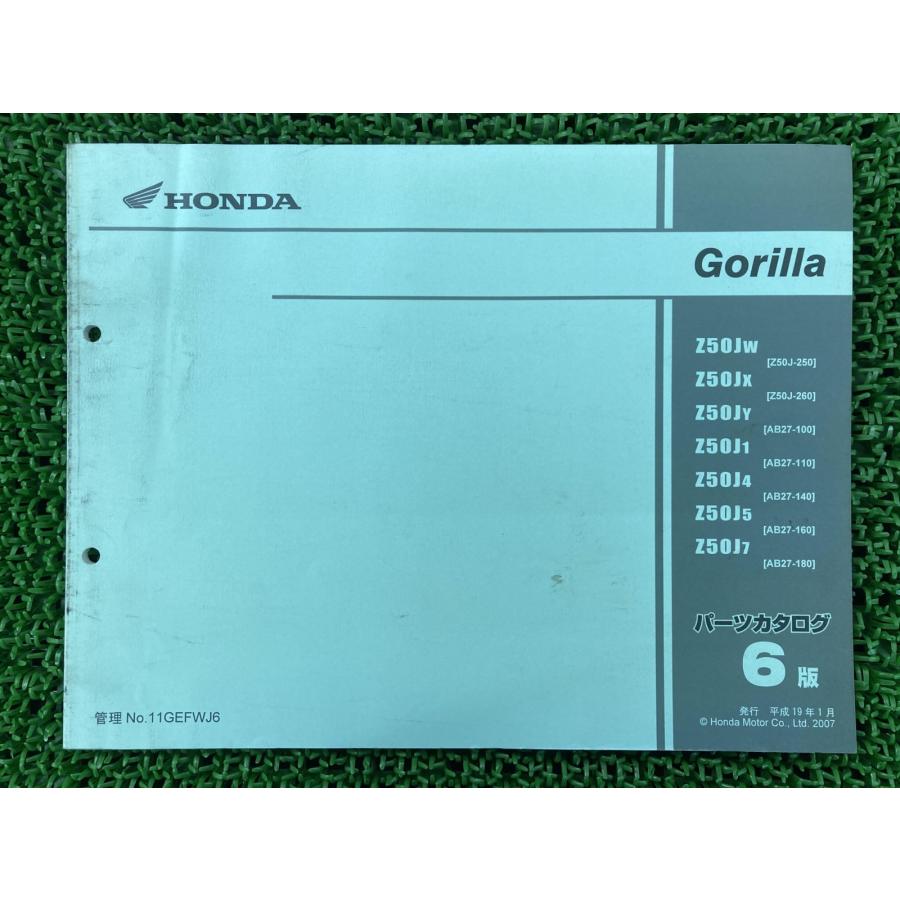 HONDA
Gorilla
Z50JW
[Z50J-250]
Z50JX
[Z50J-260]
Z50JY
[AB27-100]
Z50J1
[AB27-110]
Z50J4
[AB27-140]
Z50J5
[AB27-160]
Z50J7
[AB27-180]
パーツカタログ
6版
発行 平成19年1月
© Honda Motor Co., Ltd. 2007
管理 No.11GEFWJ6